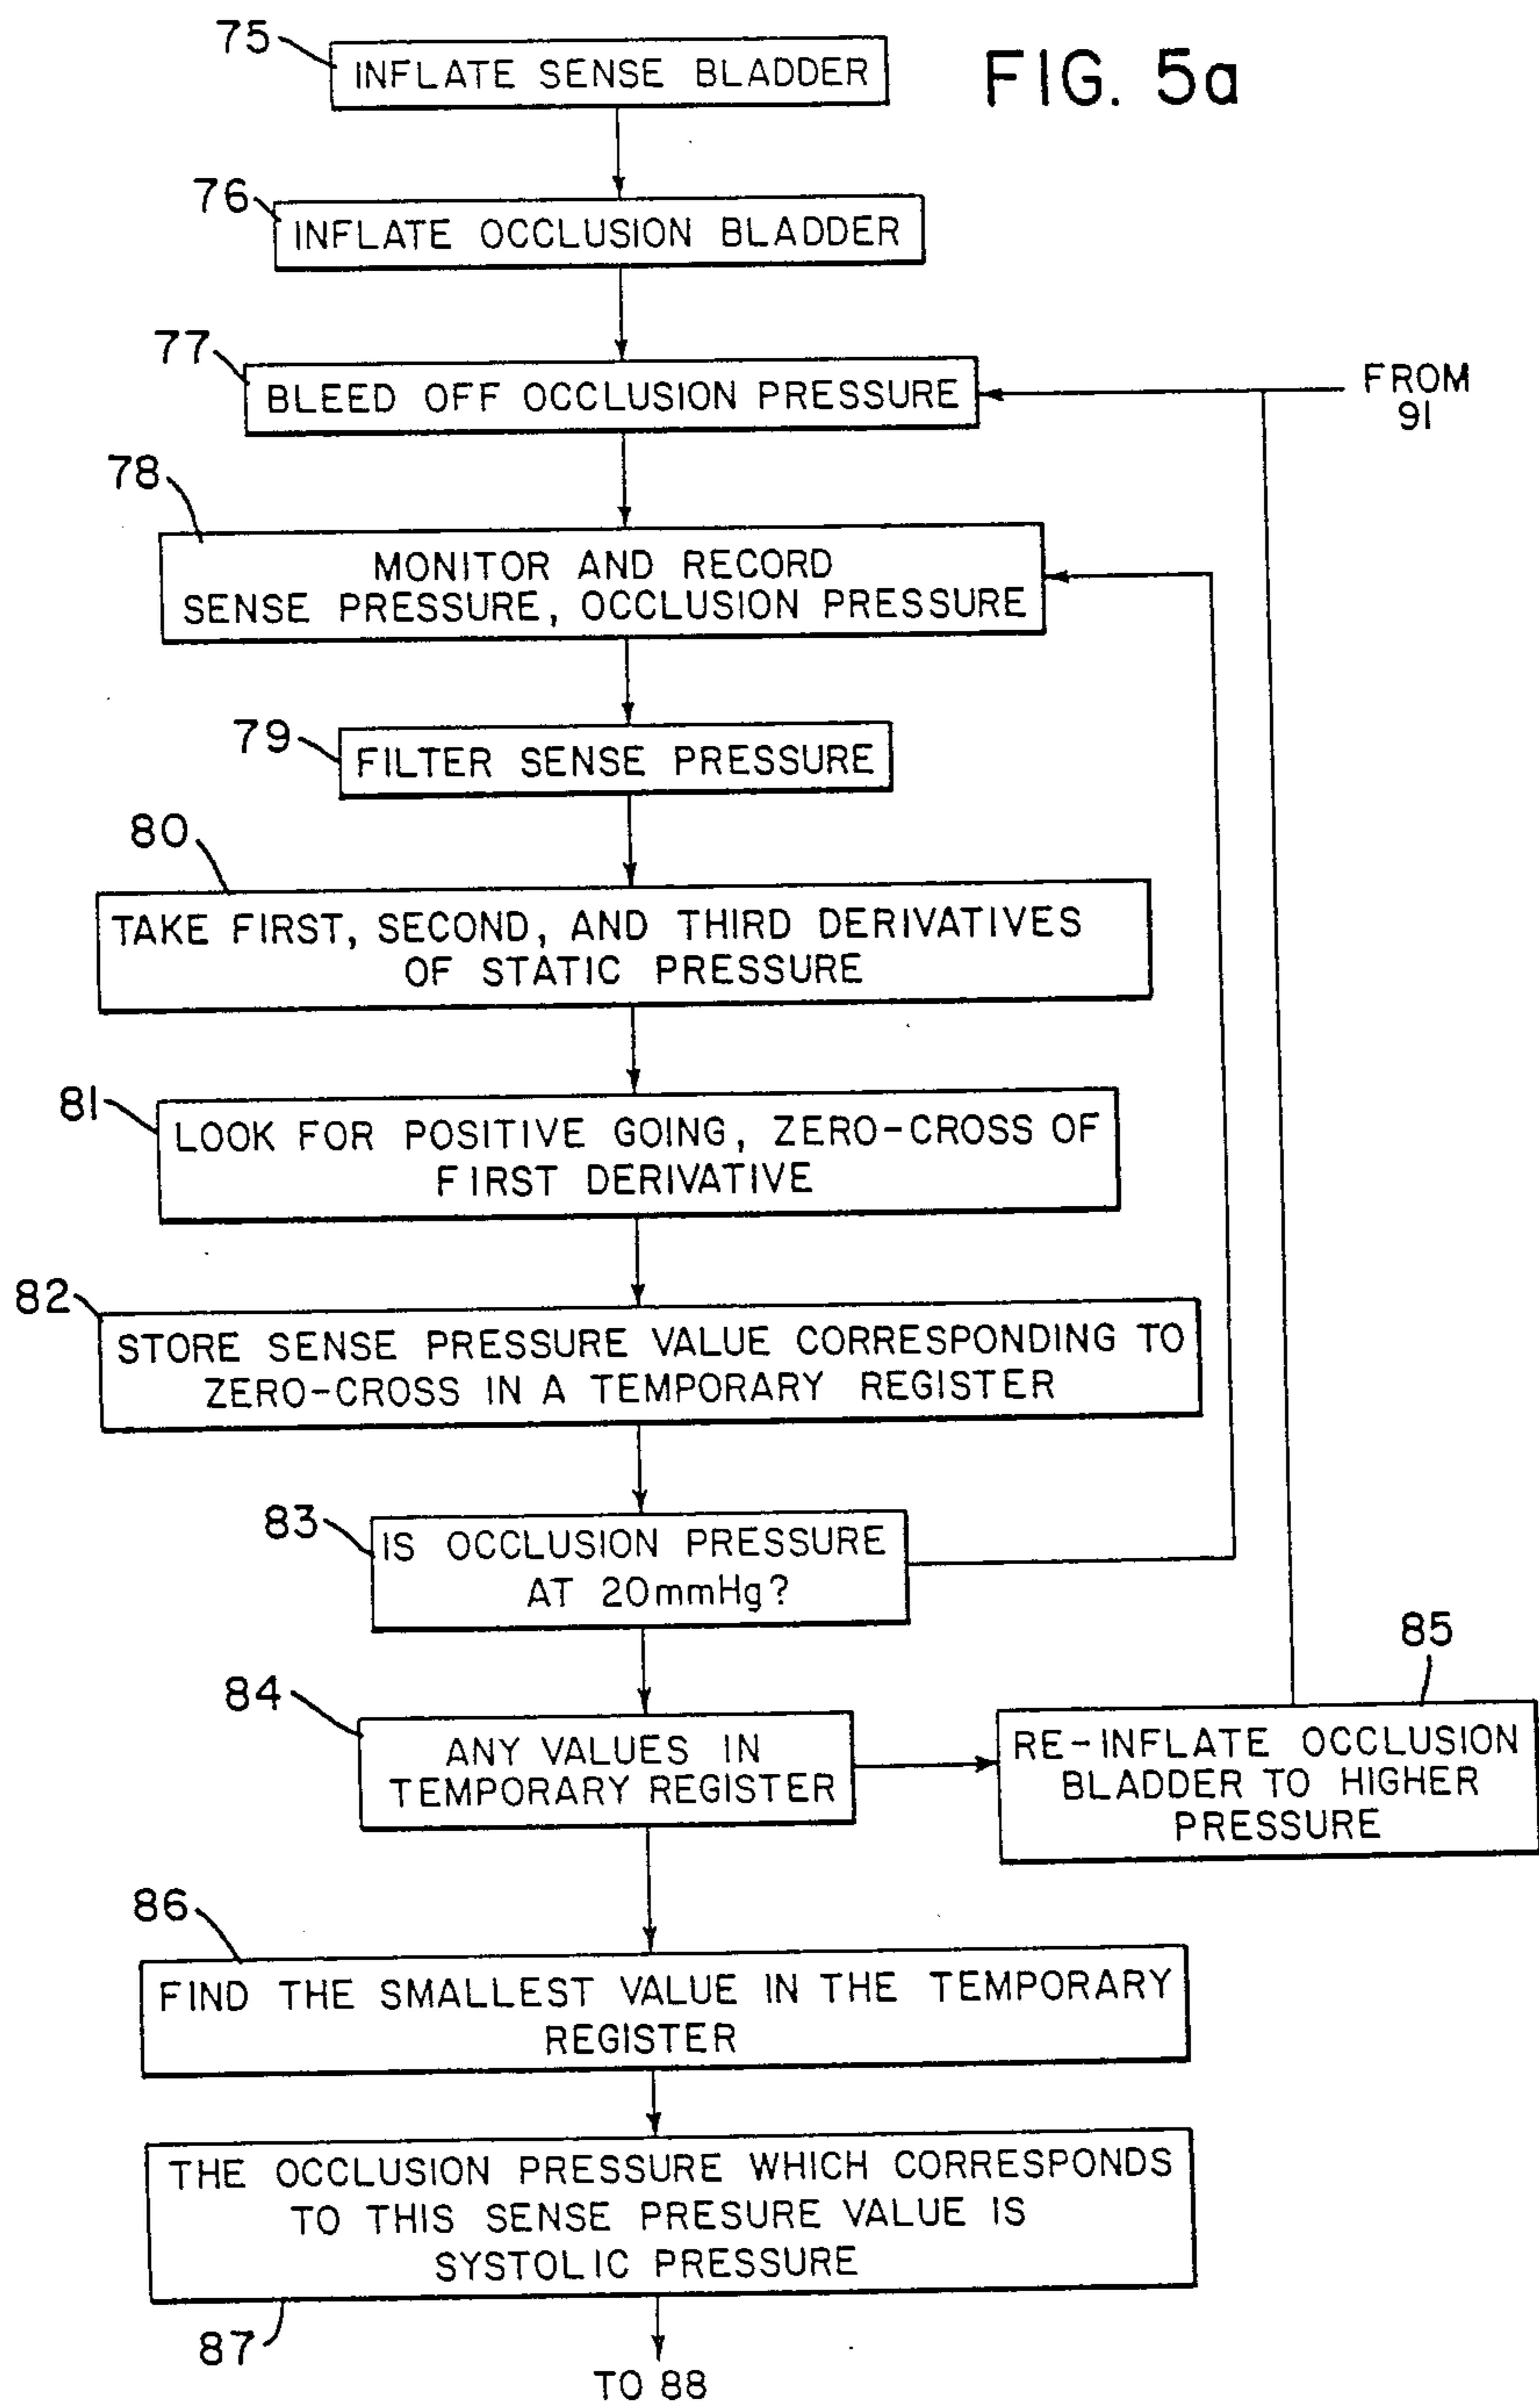 FIG. 5a
75
INFLATE SENSE BLADDER
76
INFLATE OCCLUSION BLADDER
77
BLEED OFF OCCLUSION PRESSURE
FROM
91
78
MONITOR AND RECORD
SENSE PRESSURE, OCCLUSION PRESSURE
79
FILTER SENSE PRESSURE
80
TAKE FIRST, SECOND, AND THIRD DERIVATIVES
OF STATIC PRESSURE
81
LOOK FOR POSITIVE GOING, ZERO-CROSS OF
FIRST DERIVATIVE
82
STORE SENSE PRESSURE VALUE CORRESPONDING TO
ZERO-CROSS IN A TEMPORARY REGISTER
83
IS OCCLUSION PRESSURE
AT 20mmHg?
84
ANY VALUES IN
TEMPORARY REGISTER
85
RE-INFLATE OCCLUSION
BLADDER TO HIGHER
PRESSURE
86
FIND THE SMALLEST VALUE IN THE TEMPORARY
REGISTER
THE OCCLUSION PRESSURE WHICH CORRESPONDS
TO THIS SENSE PRESURE VALUE IS
SYSTOLIC PRESSURE
87
TO 88